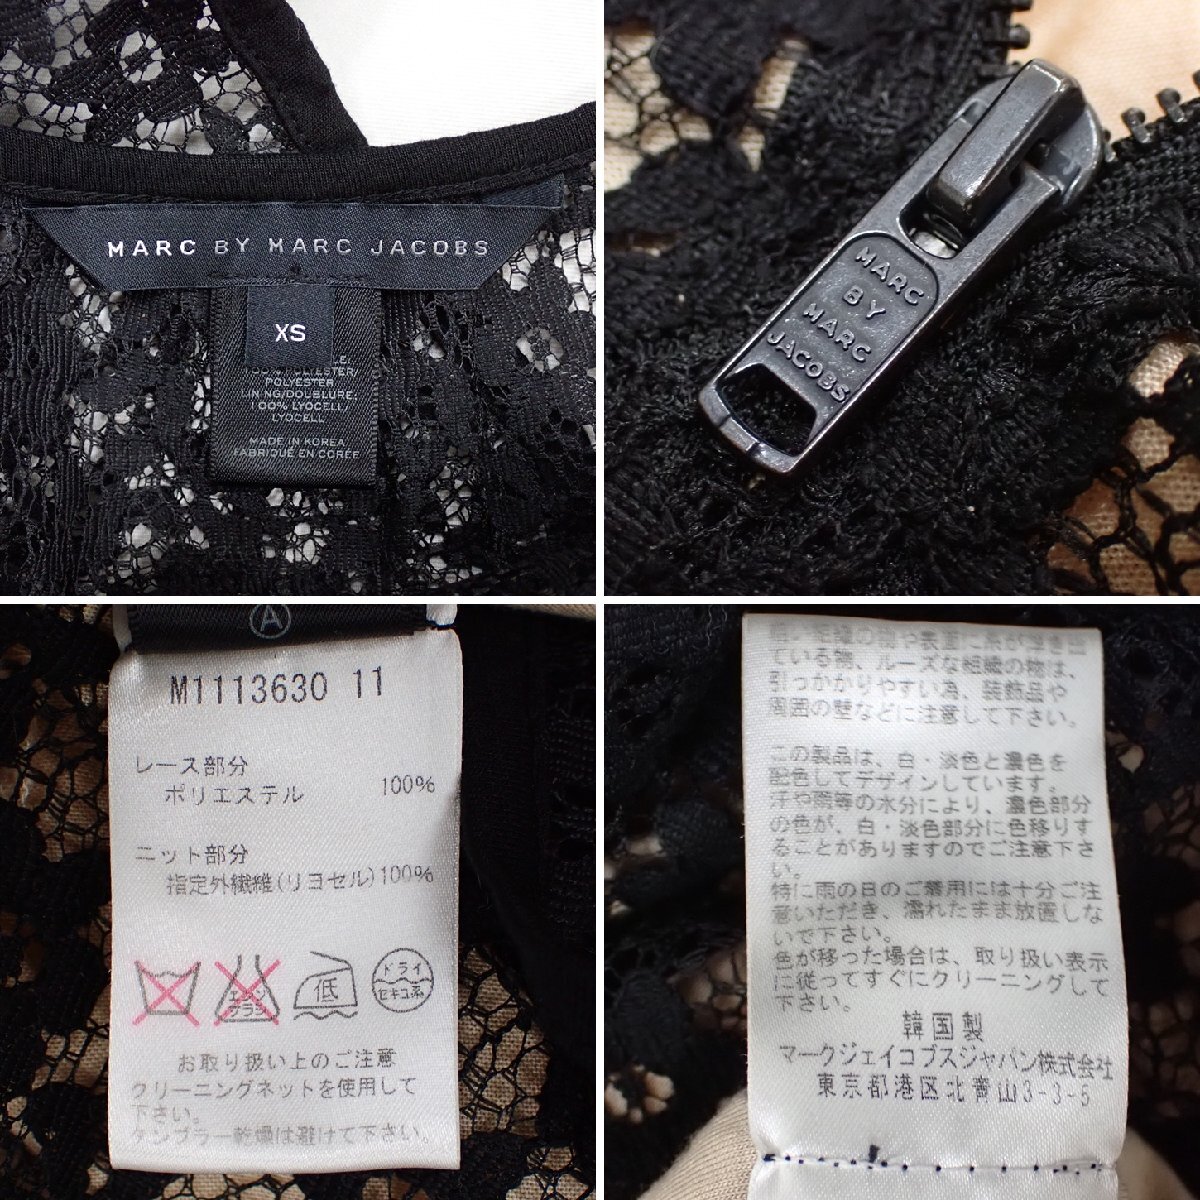 MARC BY MARC JACOBS
XS
POLYESTER
LINING/DOUBLURE:
100% LYOCELL/
LYOCELL
MADE IN KOREA
FABRIQUÉ EN CORÉE
MARC
BY
MARC
JACOBS
A
M1113630 11
レース部分
ポリエステル 100%
ニット部分
指定外繊維(リヨセル)100%
エンソ
サラシ
低
ドライ
セキユ系
お取り扱い上のご注意
クリーニングネットを使用して
下さい。
タンブラー乾燥は避けて下さい。
ている物、ルーズな組織の物は、
引っかかりやすい為、装飾品や
周囲の壁などに注意して下さい。
この製品は、白・淡色と濃色を
配色してデザインしています。
汗や雨等の水分により、濃色部分
の色が、白・淡色部分に色移りす
ることがありますのでご注意下さ
い。
特に雨の日のご着用には十分ご注
意いただき、濡れたまま放置しな
いで下さい。
色が移った場合は、取り扱い表示
に従ってすぐにクリーニングして
下さい。
韓国製
マークジェイコブスジャパン株式会社
東京都港区北青山3-3-5